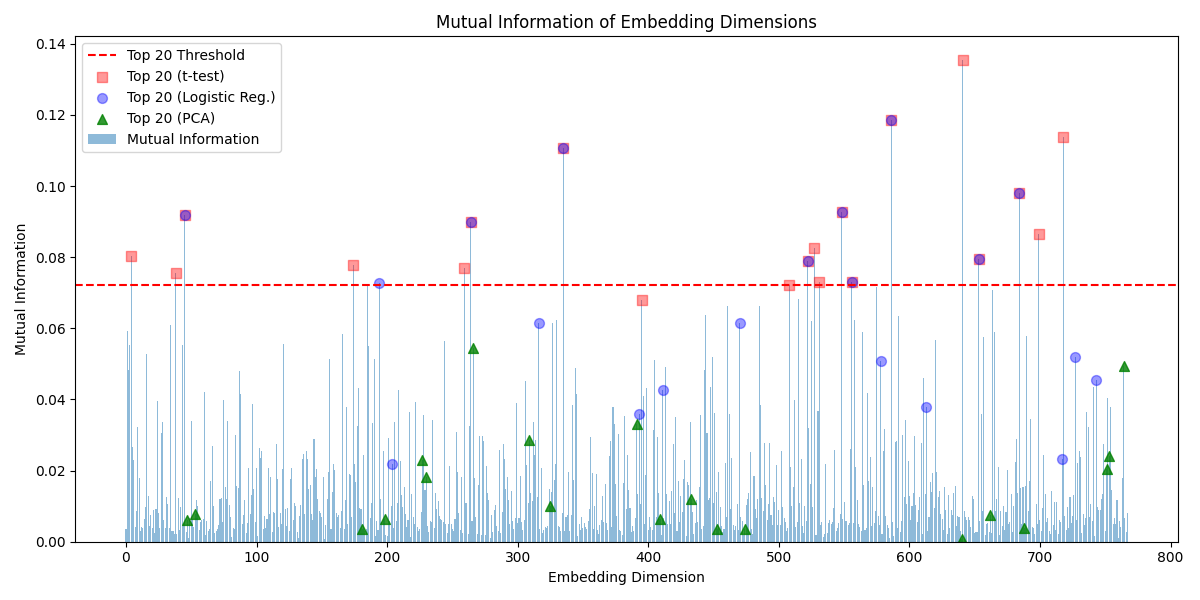 Mutual Information of Embedding Dimensions
Top 20 Threshold
Top 20 (t-test)
Top 20 (Logistic Reg.)
Top 20 (PCA)
Mutual Information
Mutual Information
0.14
0.12
0.10
0.08
0.06
0.04
0.02
0.00
0 100 200 300 400 500 600 700 800
Embedding Dimension